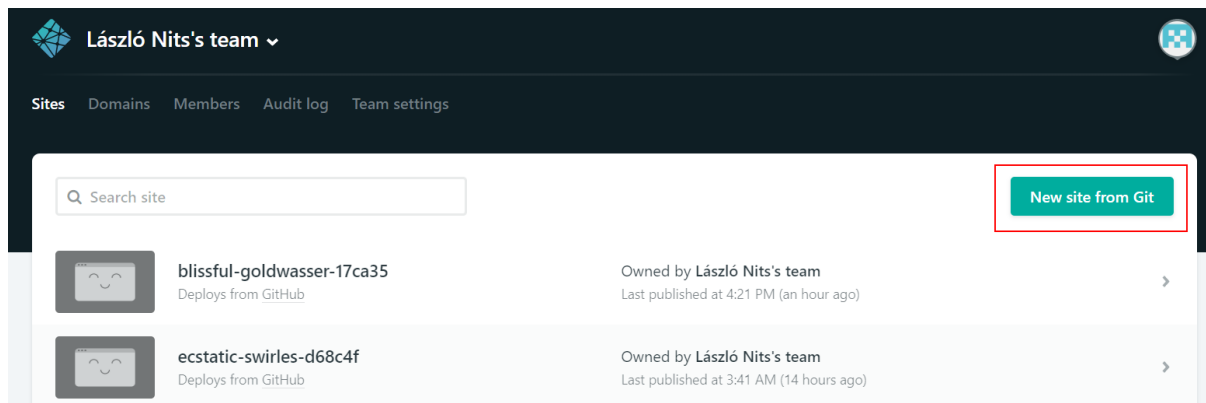 László Nits's team
Sites Domains Members Audit log Team settings
Search site
New site from Git
blissful-goldwasser-17ca35
Owned by László Nits's team
Deploys from GitHub
Last published at 4:21 PM (an hour ago)
ecstatic-swirles-d68c4f
Owned by László Nits's team
Deploys from GitHub
Last published at 3:41 AM (14 hours ago)